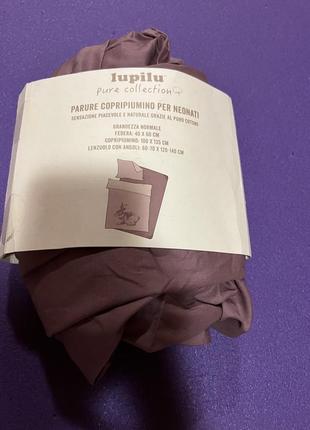 lupilu
pure collection
PARURE COPRIPIUMINO PER NEONATI
SENSAZIONE PIACEVOLE E NATURALE GRAZIE AL PURO COTONE
GRANDEZZA NORMALE
FEDERA: 40 X 60 CM
COPRIPIUMINO: 100 X 135 CM
LENZUOLO CON ANGOLI: 60-70 X 120-140 CM